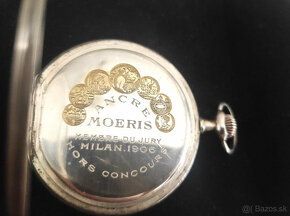 ANCRE
MOERIS
MEMBRE DU JURY
MILAN.1906
HORS CONCOURS
Bazos.sk